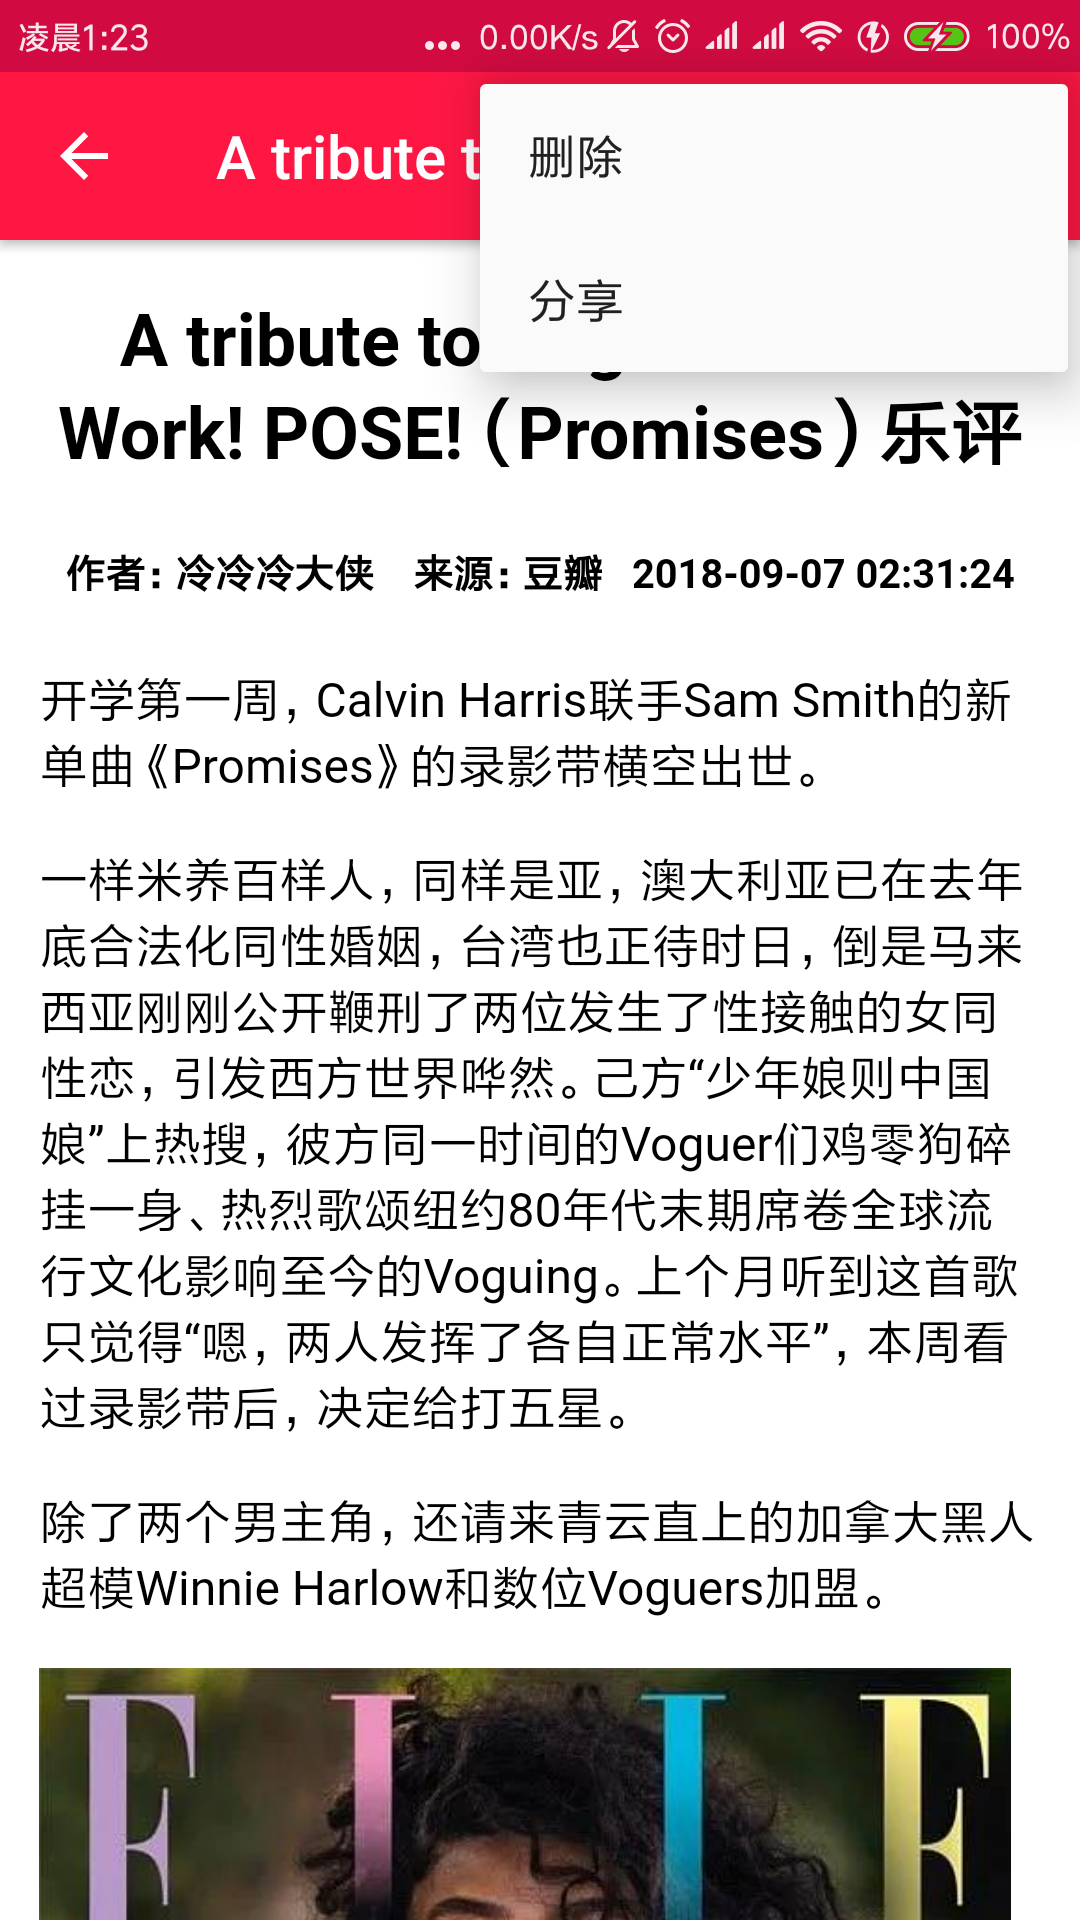 凌晨1:23
... 0.00K/s 100%
A tribute t
删除
分享
A tribute to
Work! POSE!（Promises）乐评
作者：冷冷冷大侠 来源：豆瓣 2018-09-07 02:31:24
开学第一周，Calvin Harris联手Sam Smith的新
单曲《Promises》的录影带横空出世。
一样米养百样人，同样是亚，澳大利亚已在去年
底合法化同性婚姻，台湾也正待时日，倒是马来
西亚刚刚公开鞭刑了两位发生了性接触的女同
性恋，引发西方世界哗然。己方“少年娘则中国
娘”上热搜，彼方同一时间的Voguer们鸡零狗碎
挂一身、热烈歌颂纽约80年代末期席卷全球流
行文化影响至今的Voguing。上个月听到这首歌
只觉得“嗯，两人发挥了各自正常水平”，本周看
过录影带后，决定给打五星。
除了两个男主角，还请来青云直上的加拿大黑人
超模Winnie Harlow和数位Voguers加盟。
ELLE